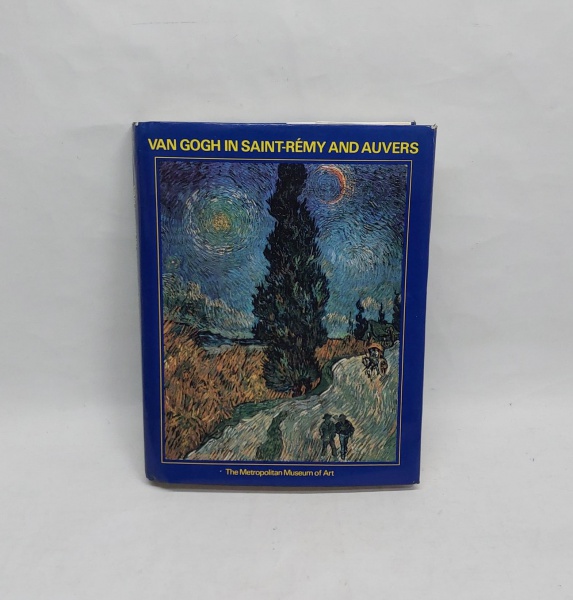 VAN GOGH IN SAINT-RÉMY AND AUVERS
The Metropolitan Museum of Art